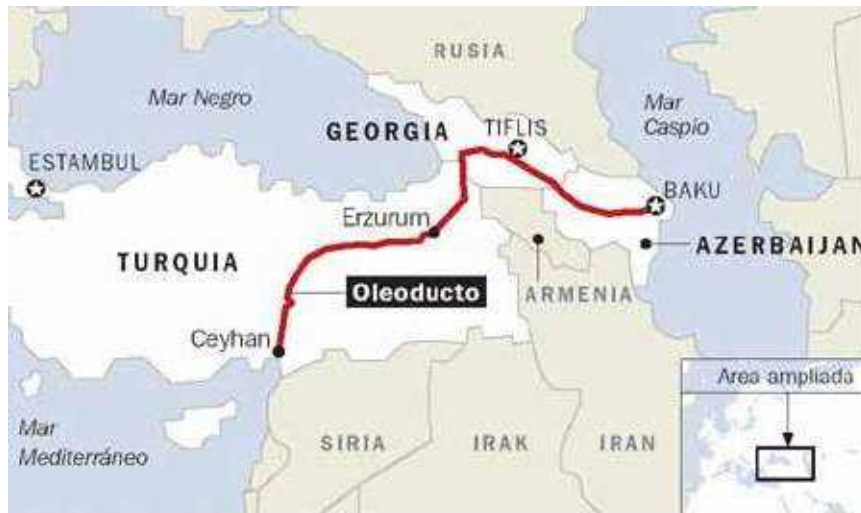 RUSIA
Mar Negro
Mar
Caspio
GEORGIA
TIFLIS
ESTAMBUL
BAKU
Erzurum
AZERBAIJAN
TURQUIA
Oleoducto
ARMENIA
Ceyhan
Area ampliada
Mar
Mediterráneo
SIRIA
IRAK
IRAN